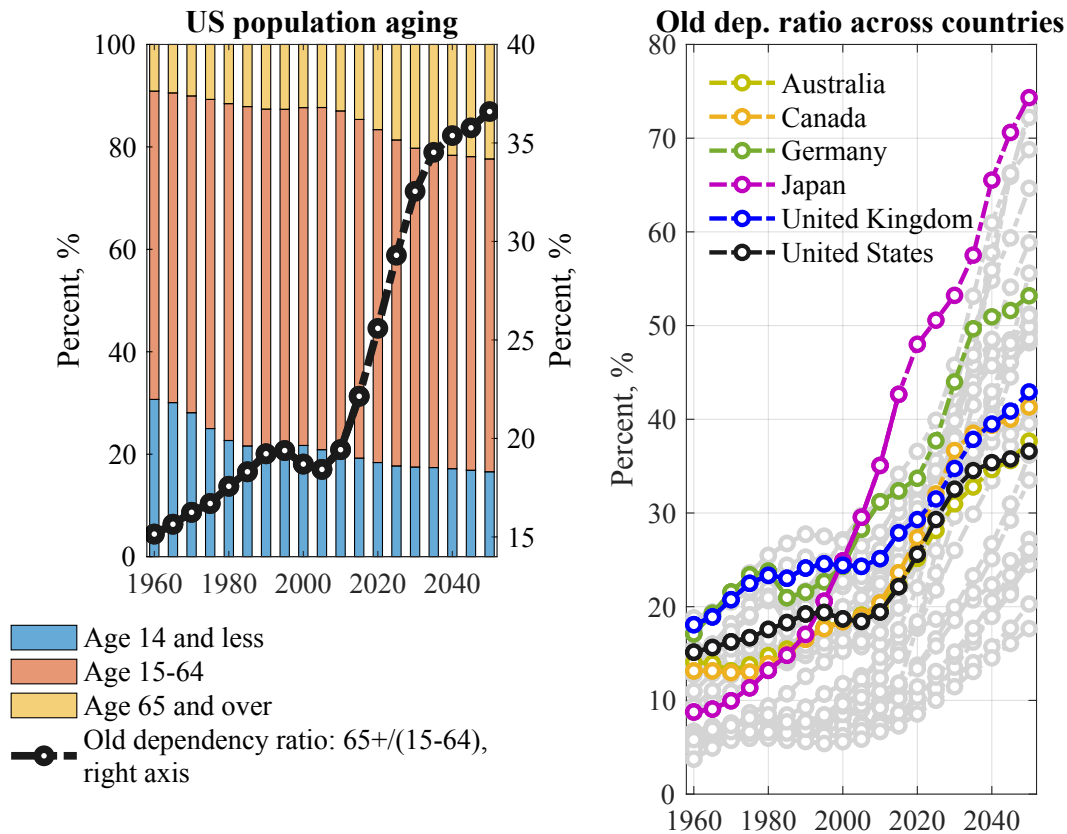 US population aging
100
80
60
40
20
0
Percent, %
40
35
30
25
20
15
Percent, %
1960
1980
2000
2020
2040
Age 14 and less
Age 15-64
Age 65 and over
Old dependency ratio: 65+/(15-64),
right axis
Old dep. ratio across countries
80
70
60
50
40
30
20
10
0
Percent, %
Australia
Canada
Germany
Japan
United Kingdom
United States
1960
1980
2000
2020
2040